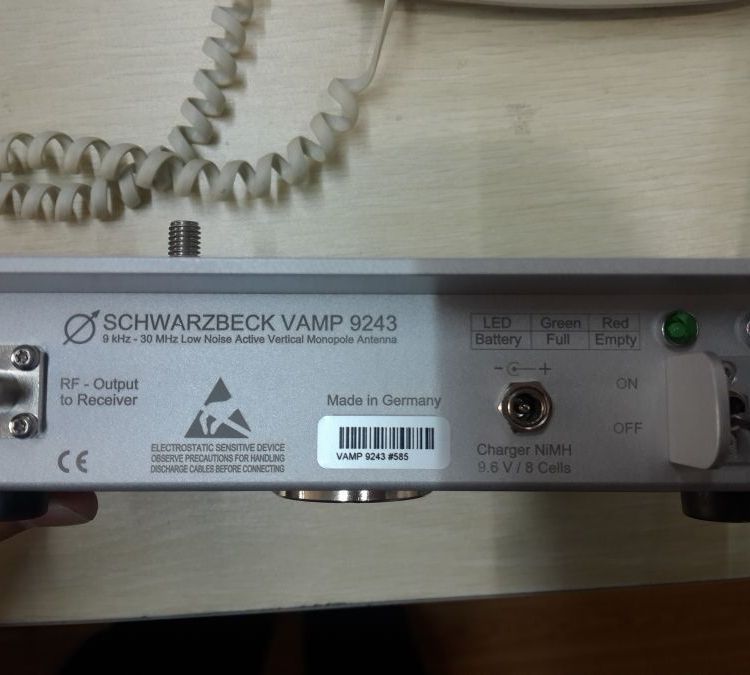 SCHWARZBECK VAMP 9243
9 kHz - 30 MHz Low Noise Active Vertical Monopole Antenna
RF - Output
to Receiver
ELECTROSTATIC SENSITIVE DEVICE
OBSERVE PRECAUTIONS FOR HANDLING
DISCHARGE CABLES BEFORE CONNECTING
CE
Made in Germany
VAMP 9243 #585
LED Green Red
Battery Full Empty
- +
Charger NiMH
9.6 V / 8 Cells
ON
OFF